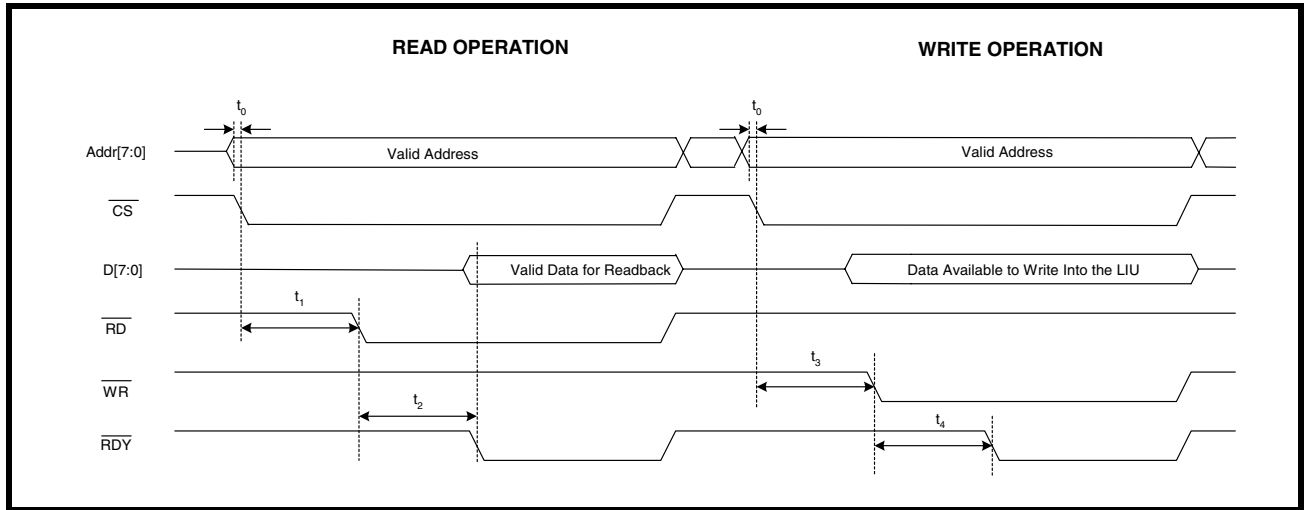 READ OPERATION
WRITE OPERATION
t0
t0
Addr[7:0]
Valid Address
Valid Address
CS
D[7:0]
Valid Data for Readback
Data Available to Write Into the LIU
t1
RD
t3
WR
t2
t4
RDY